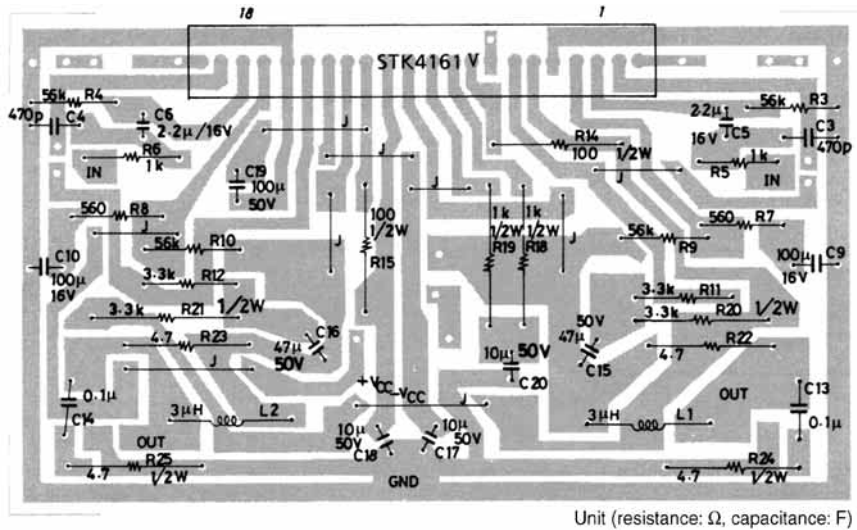 18 1
STK4161 V
56k R4
470p C4
C6
2.2μ/16V
R6
1k
IN
C19
100μ
50V
J
J
J
R14
100 1/2W
J
2.2μ
C5
16V
56k R3
C3
470p
R5 1k
IN
560 R8
J
56k R10
C10
100μ
16V
3.3k R12
1/2W
3.3k R21
4.7 R23
J
J
100
1/2W
R15
1k 1k
1/2W 1/2W
R19 R18
J
560 R7
56k R9
100μ C9
16V
3.3k R11
3.3k R20 1/2W
4.7 R22
C16
47μ
50V
10μ 50V
C20
50V
47μ
C15
+VCC -VCC
J
0.1μ
C14
3μH L2
OUT
4.7 R25 1/2W
10μ
50V
C18
10μ
50V
C17
GND
3μH L1
OUT
C13
0.1μ
4.7 R24 1/2W
Unit (resistance: Ω, capacitance: F)